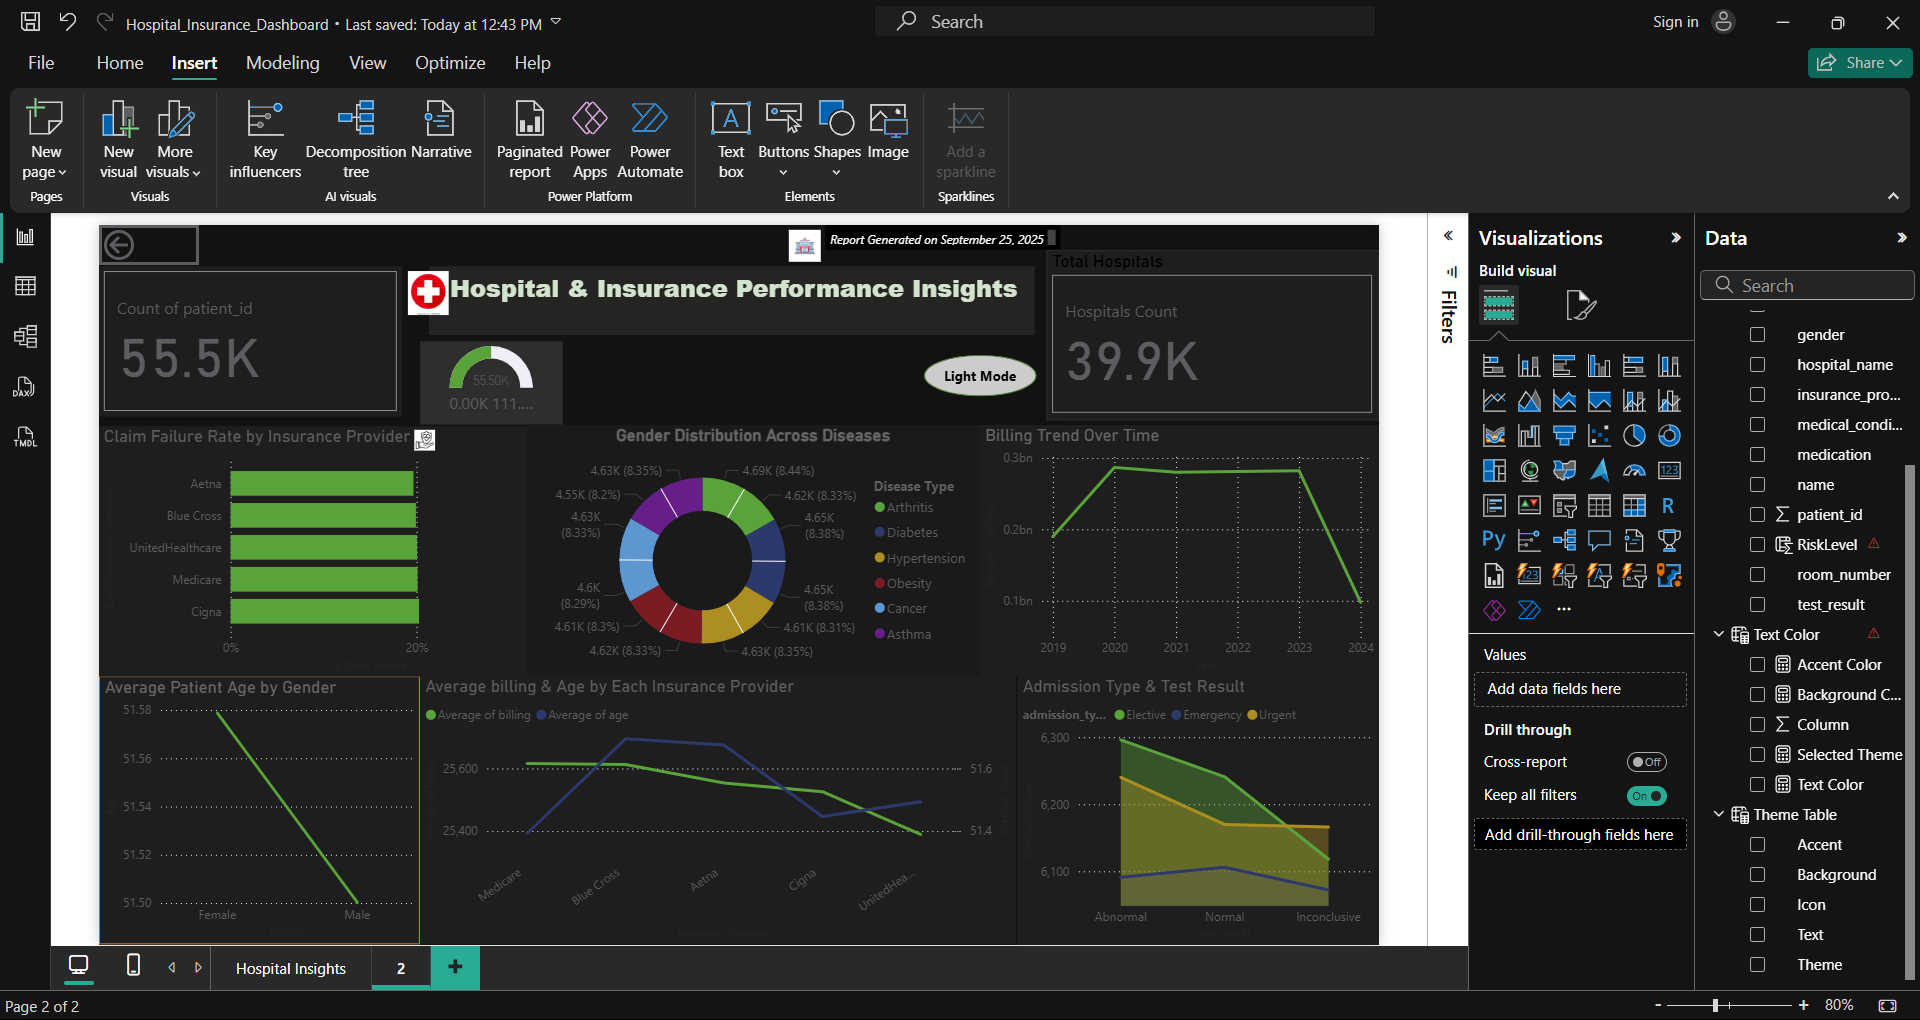 Hospital_Insurance_Dashboard • Last saved: Today at 12:43 PM
Search
Sign in
File Home Insert Modeling View Optimize Help
Share
New page
New visual
More visuals
Key influencers
Decomposition tree
Narrative
Paginated report
Power Apps
Power Automate
Text box
Buttons
Shapes
Image
Add a sparkline
Pages
Visuals
AI visuals
Power Platform
Elements
Sparklines
DAX
TMDL
Report Generated on September 25, 2025
Hospital & Insurance Performance Insights
Count of patient_id
55.5K
55.50K
0.00K 111....
Light Mode
Total Hospitals
Hospitals Count
39.9K
Claim Failure Rate by Insurance Provider
Aetna
Blue Cross
UnitedHealthcare
Medicare
Cigna
0% 20%
Gender Distribution Across Diseases
4.63K (8.35%)
4.69K (8.44%)
4.55K (8.2%)
4.62K (8.33%)
4.63K (8.33%)
4.65K (8.38%)
4.6K (8.29%)
4.65K (8.38%)
4.61K (8.3%)
4.61K (8.31%)
4.62K (8.33%)
4.63K (8.35%)
Disease Type
Arthritis
Diabetes
Hypertension
Obesity
Cancer
Asthma
Billing Trend Over Time
0.3bn
0.2bn
0.1bn
2019 2020 2021 2022 2023 2024
Average Patient Age by Gender
51.58
51.56
51.54
51.52
51.50
Female Male
Average billing & Age by Each Insurance Provider
Average of billing Average of age
25,600 51.6
25,400 51.4
Medicare Blue Cross Aetna Cigna UnitedHea...
Admission Type & Test Result
admission_ty... Elective Emergency Urgent
6,300
6,200
6,100
Abnormal Normal Inconclusive
Filters
Visualizations
Build visual
123
R
Py
123
Values
Add data fields here
Drill through
Cross-report Off
Keep all filters On
Add drill-through fields here
Data
Search
gender
hospital_name
insurance_pro...
medical_condi...
medication
name
patient_id
RiskLevel
room_number
test_result
Text Color
Accent Color
Background C...
Column
Selected Theme
Text Color
Theme Table
Accent
Background
Icon
Text
Theme
Hospital Insights
2
Page 2 of 2
80%